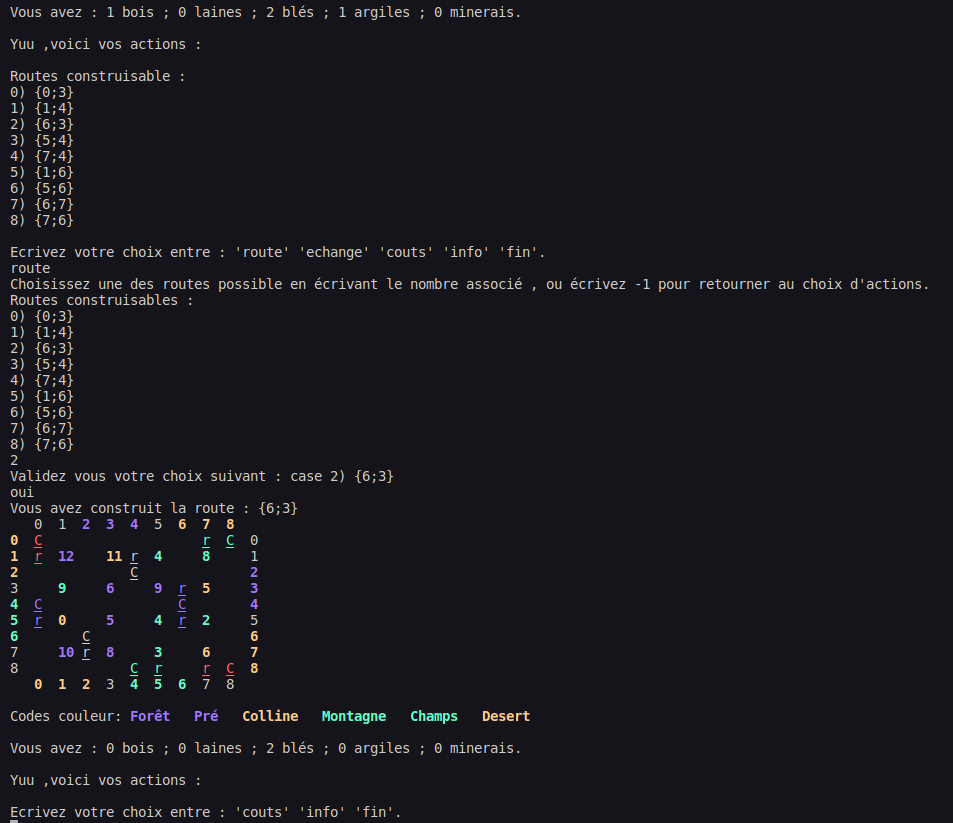 Vous avez : 1 bois ; 0 laines ; 2 blés ; 1 argiles ; 0 minerais.
Yuu ,voici vos actions :
Routes construisable :
0) {0;3}
1) {1;4}
2) {6;3}
3) {5;4}
4) {7;4}
5) {1;6}
6) {5;6}
7) {6;7}
8) {7;6}
Ecrivez votre choix entre : 'route' 'echange' 'couts' 'info' 'fin'.
route
Choisissez une des routes possible en écrivant le nombre associé , ou écrivez -1 pour retourner au choix d'actions.
Routes construisables :
0) {0;3}
1) {1;4}
2) {6;3}
3) {5;4}
4) {7;4}
5) {1;6}
6) {5;6}
7) {6;7}
8) {7;6}
2
Validez vous votre choix suivant : case 2) {6;3}
oui
Vous avez construit la route : {6;3}
   0  1  2  3  4  5  6  7  8
0  C                    r  C  0
1  r  12    11 r  4     8     1
2              C              2
3     9     6     9  r  5     3
4  C                 C        4
5  r  0     5     4  r  2     5
6        C                    6
7     10 r  8     3     6     7
8              C  r     r  C  8
   0  1  2  3  4  5  6  7  8
Codes couleur: Forêt   Pré   Colline   Montagne   Champs   Desert
Vous avez : 0 bois ; 0 laines ; 2 blés ; 0 argiles ; 0 minerais.
Yuu ,voici vos actions :
Ecrivez votre choix entre : 'couts' 'info' 'fin'.